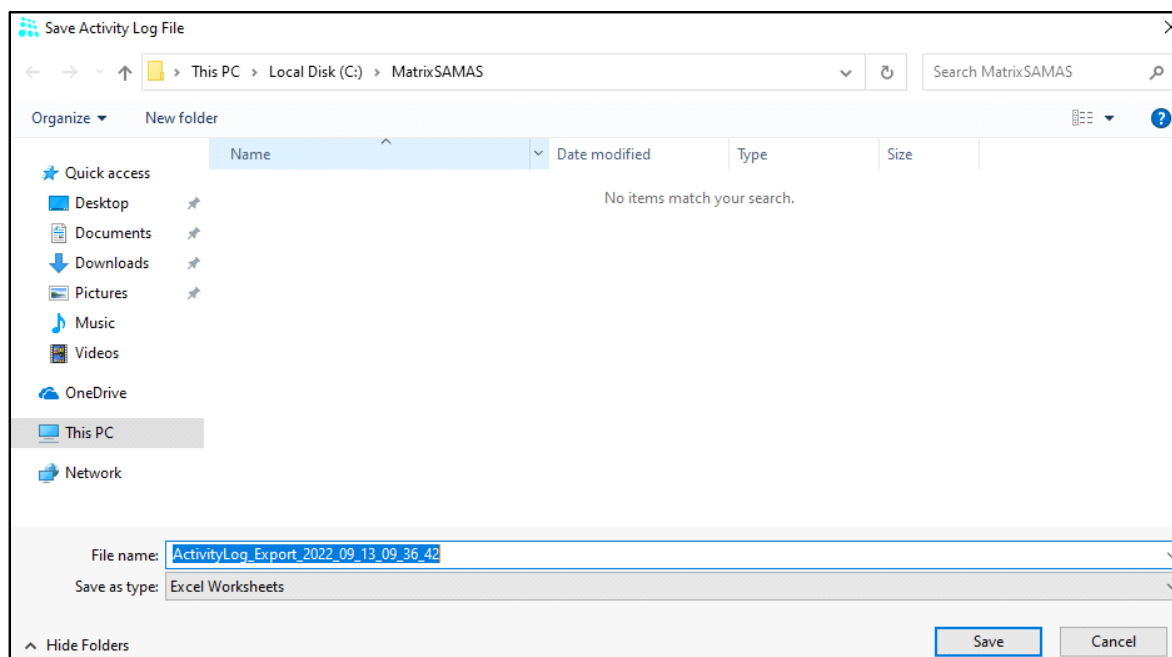 Save Activity Log File
This PC > Local Disk (C:) > MatrixSAMAS
Search MatrixSAMAS
Organize
New folder
Name
Date modified
Type
Size
No items match your search.
Quick access
Desktop
Documents
Downloads
Pictures
Music
Videos
OneDrive
This PC
Network
File name: ActivityLog_Export_2022_09_13_09_36_42
Save as type: Excel Worksheets
Hide Folders
Save
Cancel